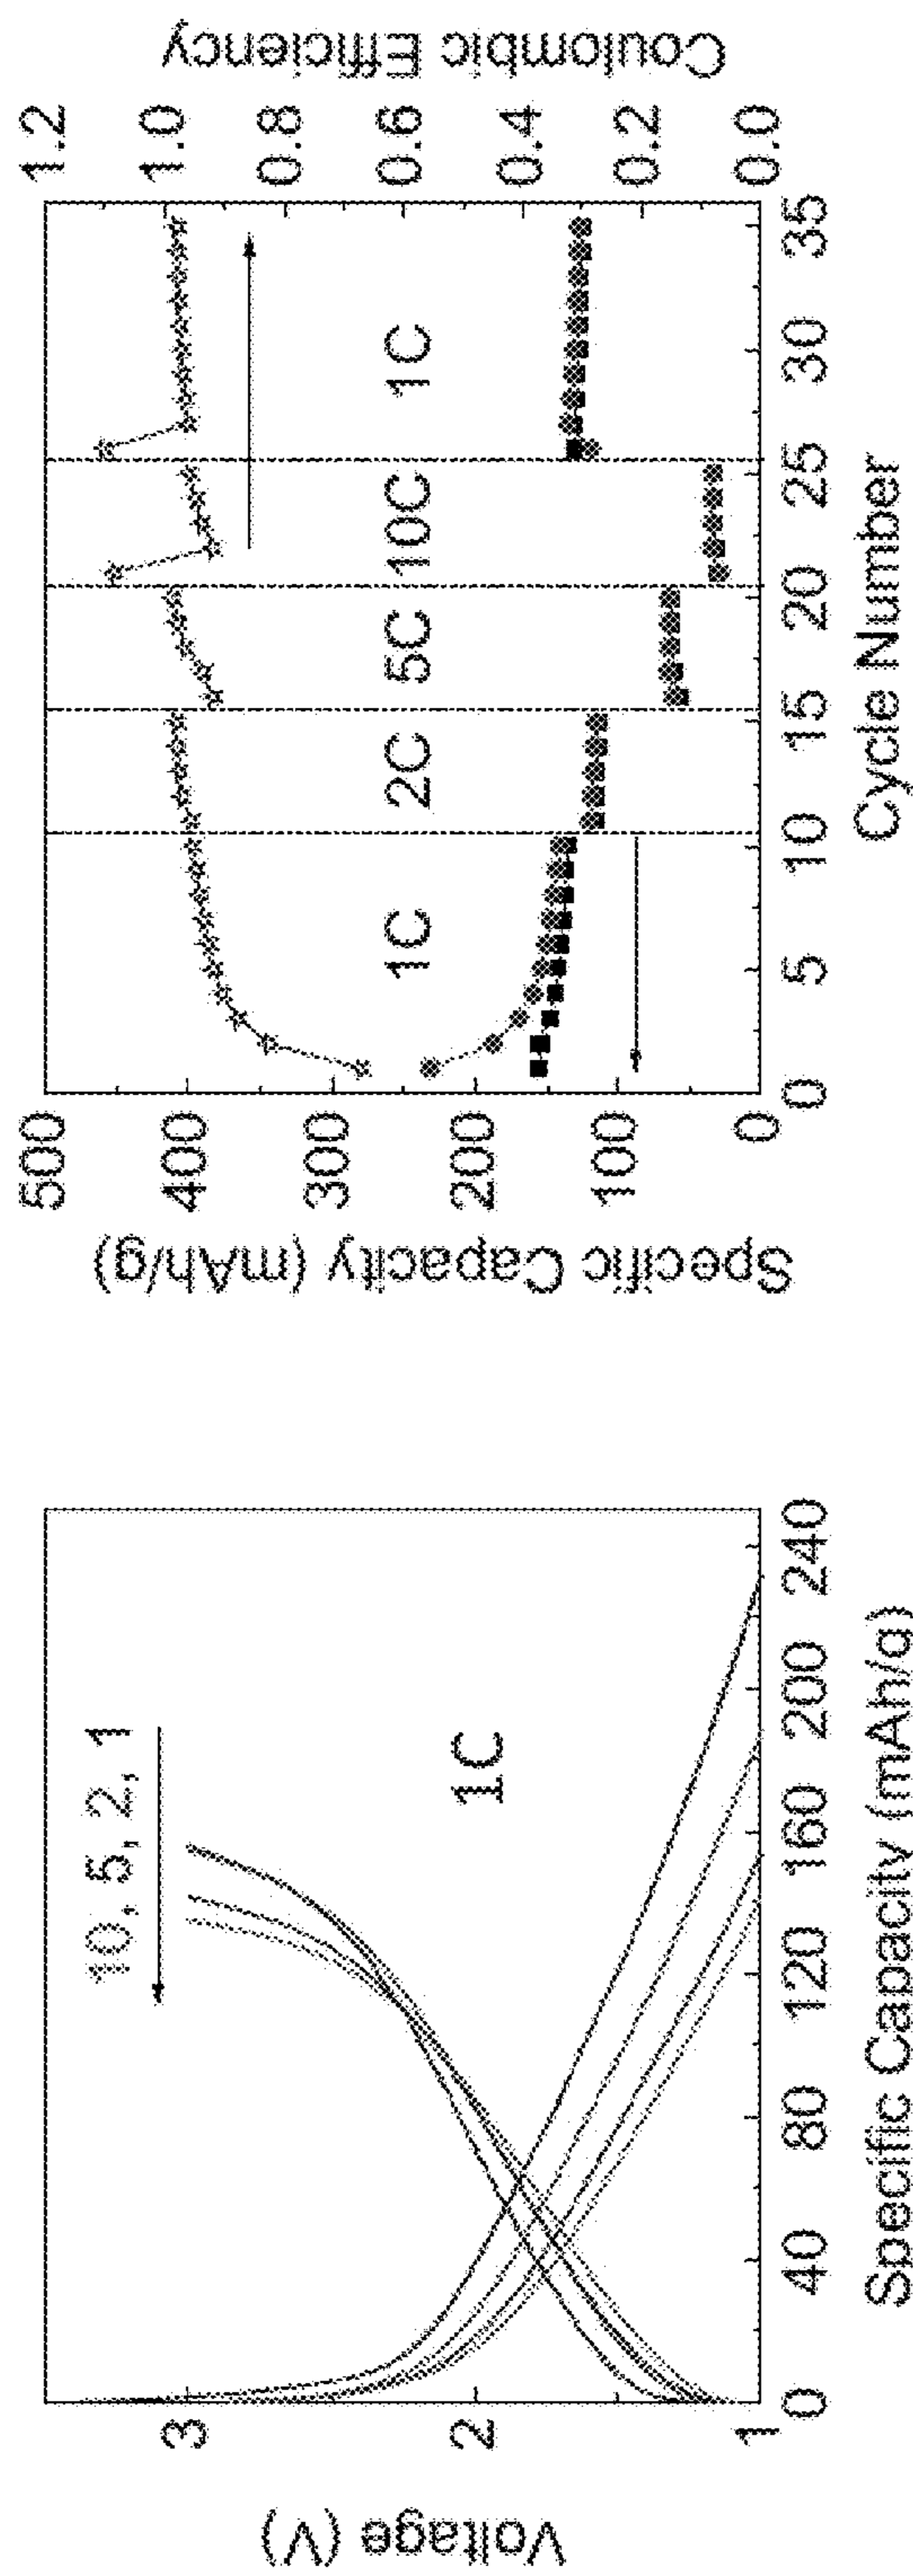 Voltage (V)
3
2
1
10, 5, 2, 1
1C
0 40 80 120 160 200 240
Specific Capacity (mAh/g)
Specific Capacity (mAh/g)
500
400
300
200
100
0
1C 2C 5C 10C 1C
0 5 10 15 20 25 30 35
Cycle Number
1.2
1.0
0.8
0.6
0.4
0.2
0.0
Coulombic Efficiency